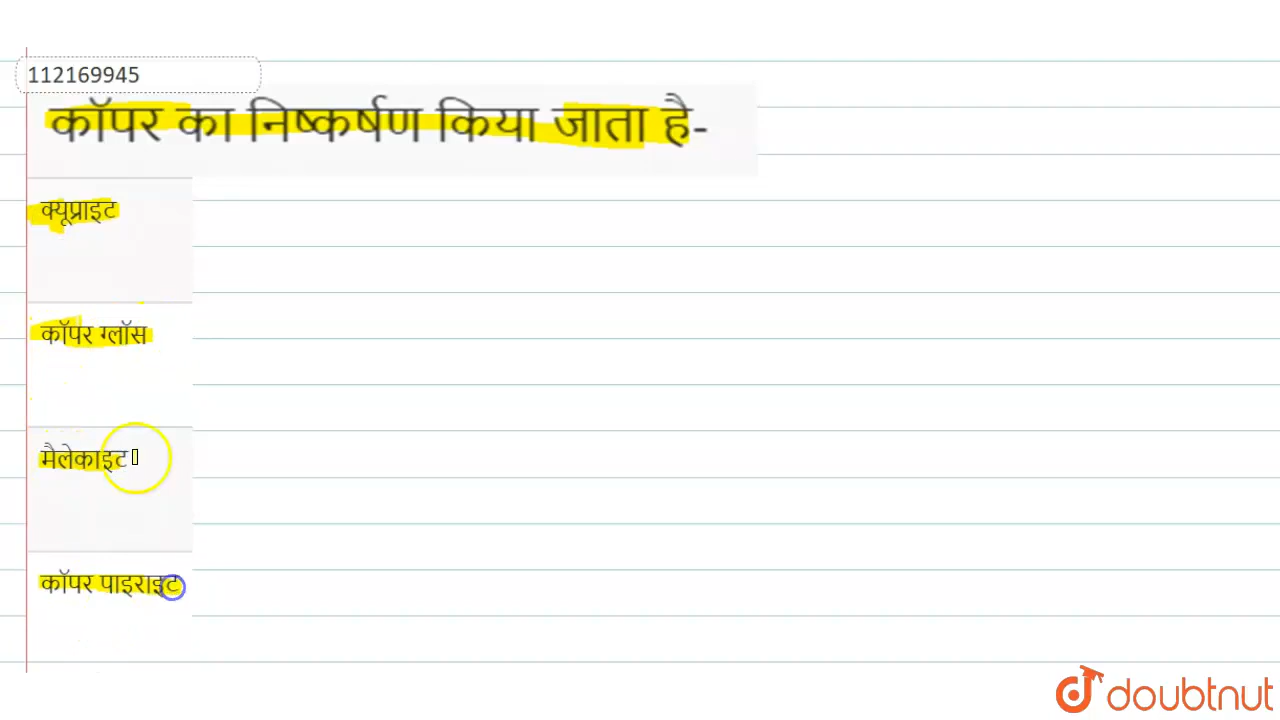 112169945
कॉपर का निष्कर्षण किया जाता है-
क्यूप्राइट
कॉपर ग्लॉस
मैलेकाइट
कॉपर पाइराइट
doubtnut